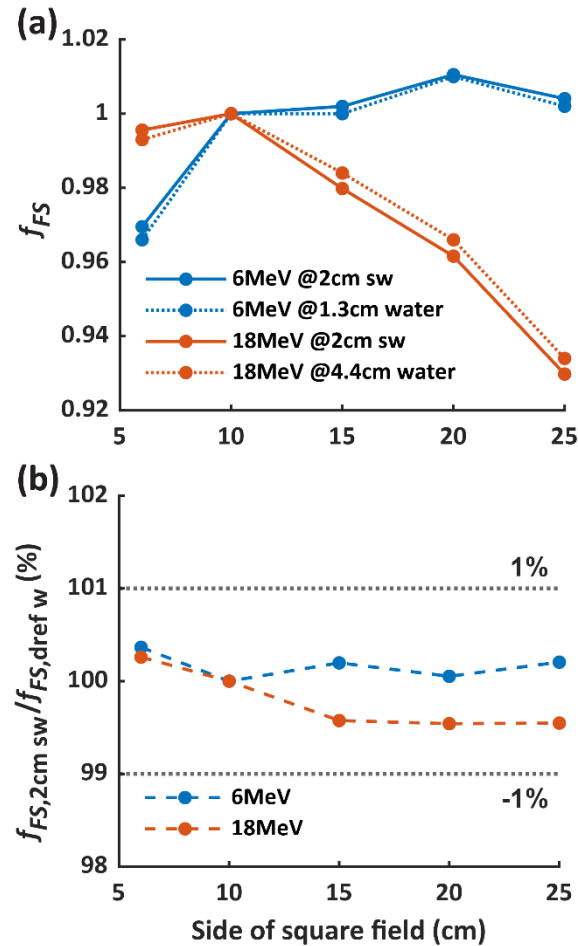 (a)
1.02
1
0.98
0.96
0.94
0.92
f_FS
6MeV @2cm sw
6MeV @1.3cm water
18MeV @2cm sw
18MeV @4.4cm water
5 10 15 20 25
(b)
102
101
100
99
98
f_FS,2cm sw/f_FS,dref w (%)
1%
-1%
6MeV
18MeV
5 10 15 20 25
Side of square field (cm)